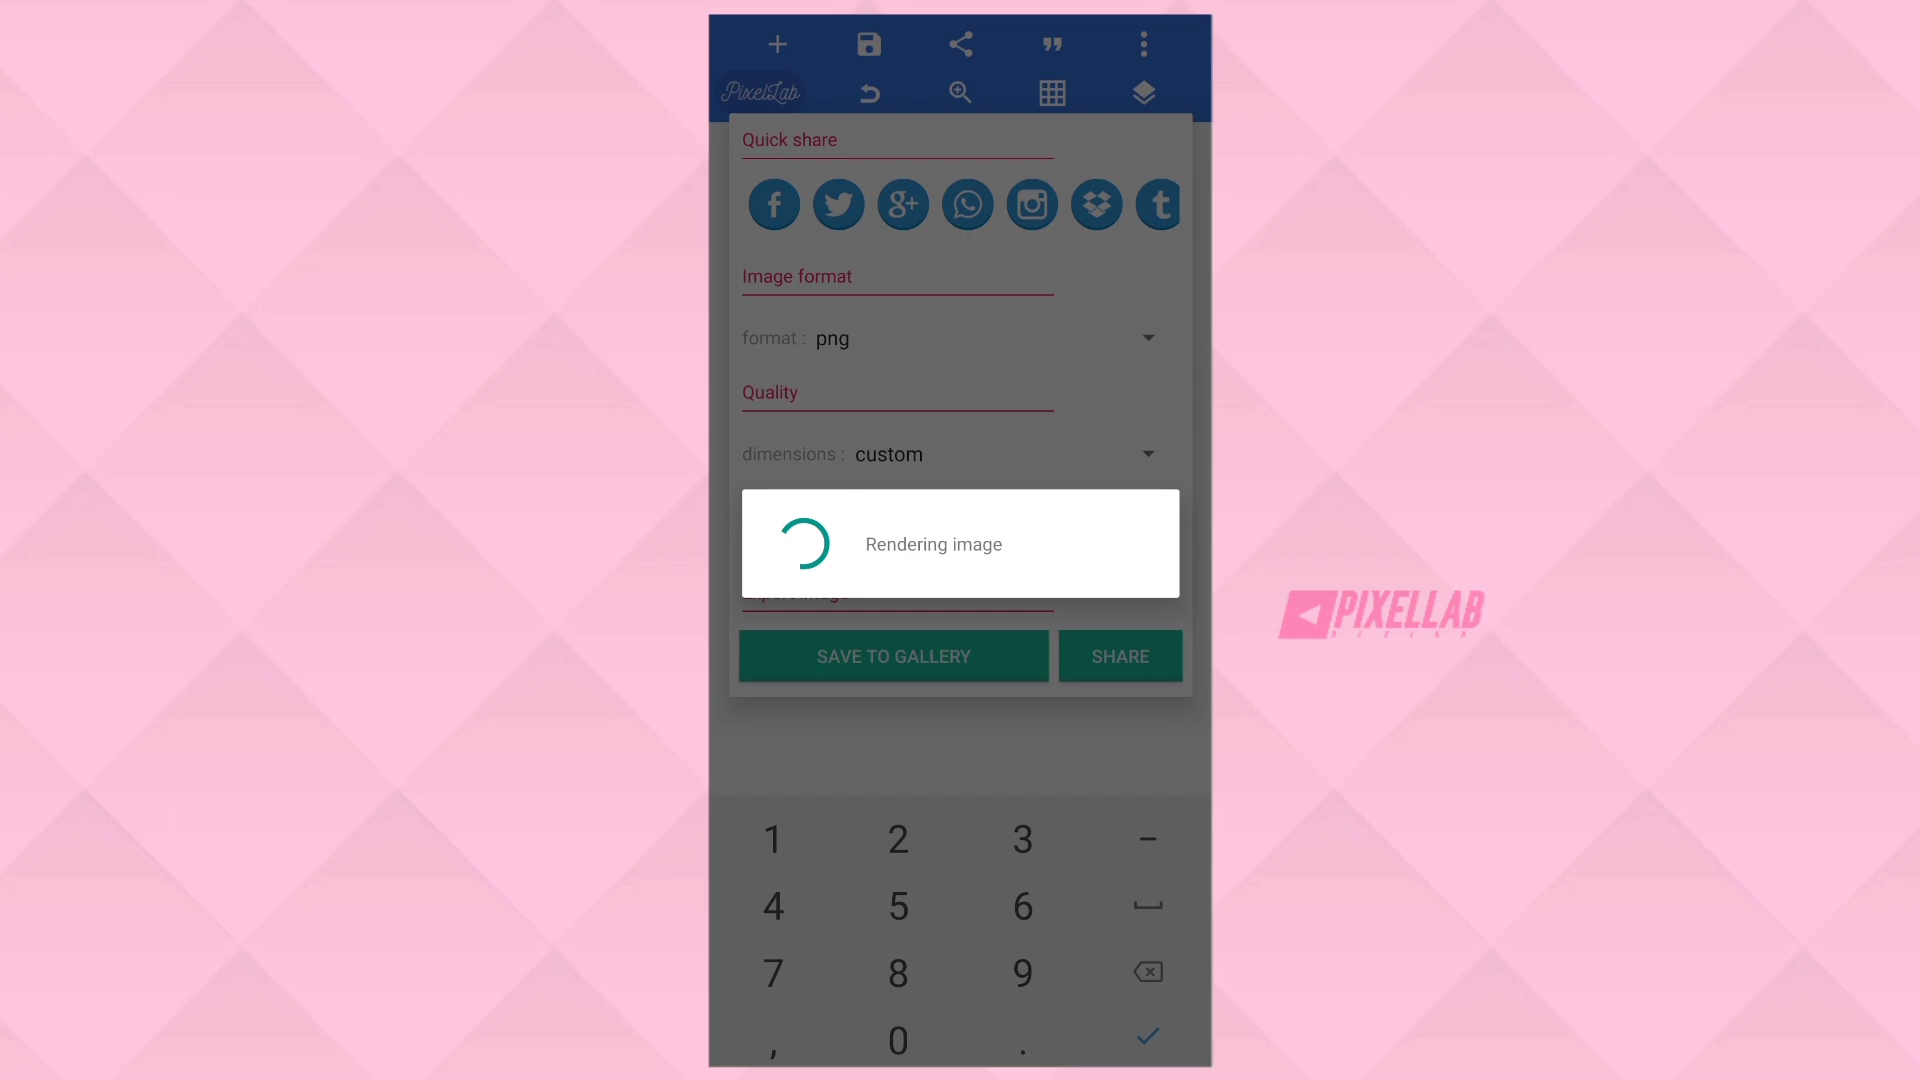 PixelLab
Quick share
Image format
format : png
Quality
dimensions : custom
Rendering image
SAVE TO GALLERY
SHARE
PIXELLAB
1 2 3 -
4 5 6
7 8 9
, 0 .